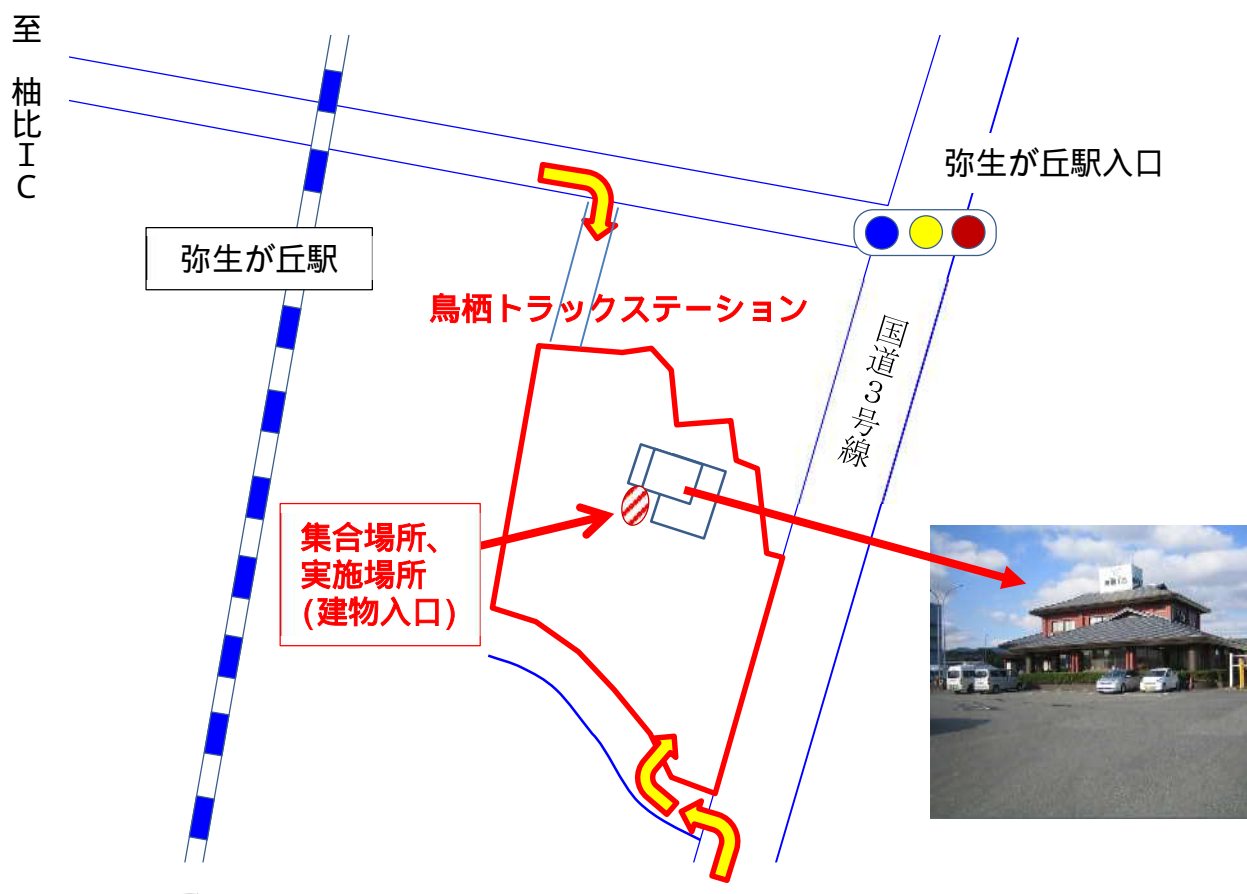 至 柚比ＩＣ
弥生が丘駅入口
弥生が丘駅
鳥栖トラックステーション
国道３号線
集合場所、
実施場所
(建物入口)